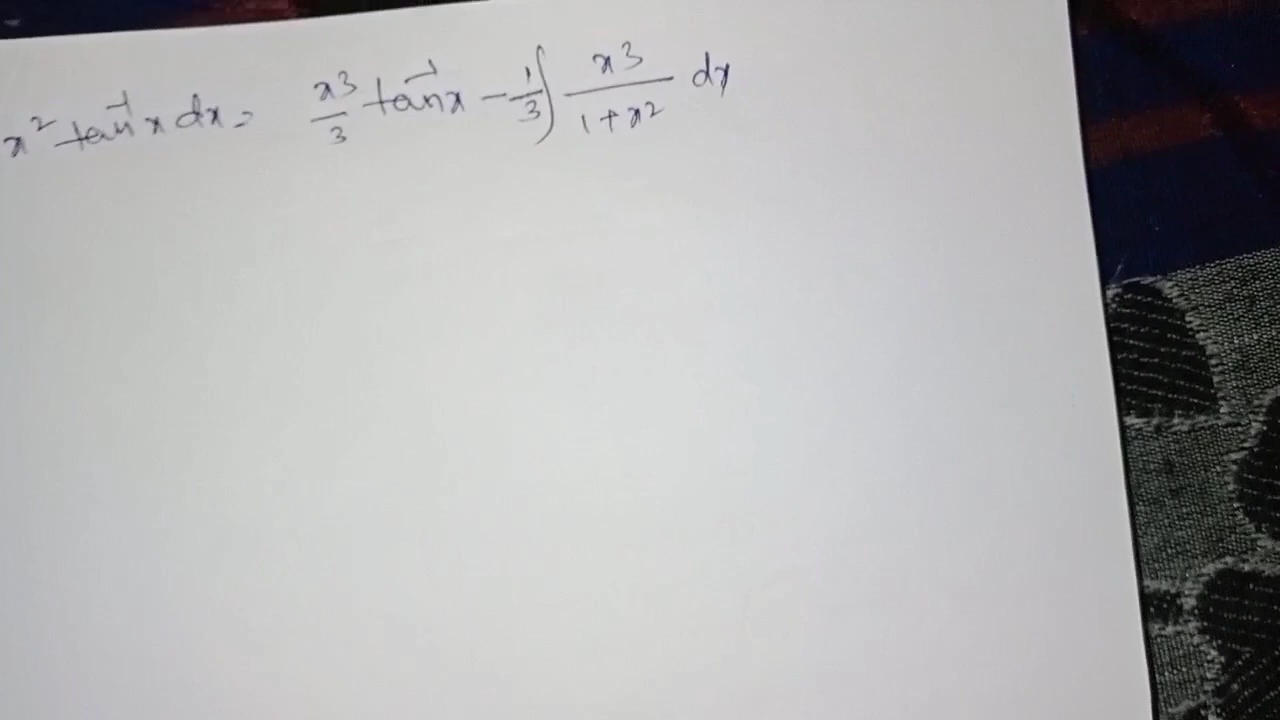 x² tan⁻¹x dx = x³/3 tan⁻¹x - 1/3 ∫ x³/(1+x²) dx